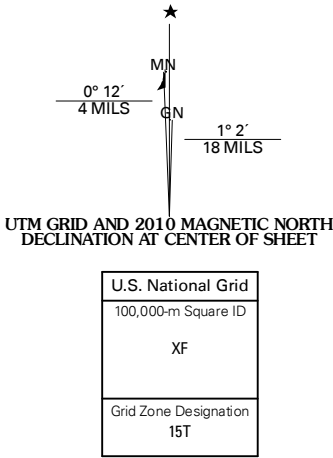 MN
0° 12´
4 MILS
GN
1° 2´
18 MILS
UTM GRID AND 2010 MAGNETIC NORTH
DECLINATION AT CENTER OF SHEET
U.S. National Grid
100,000-m Square ID
XF
Grid Zone Designation
15T